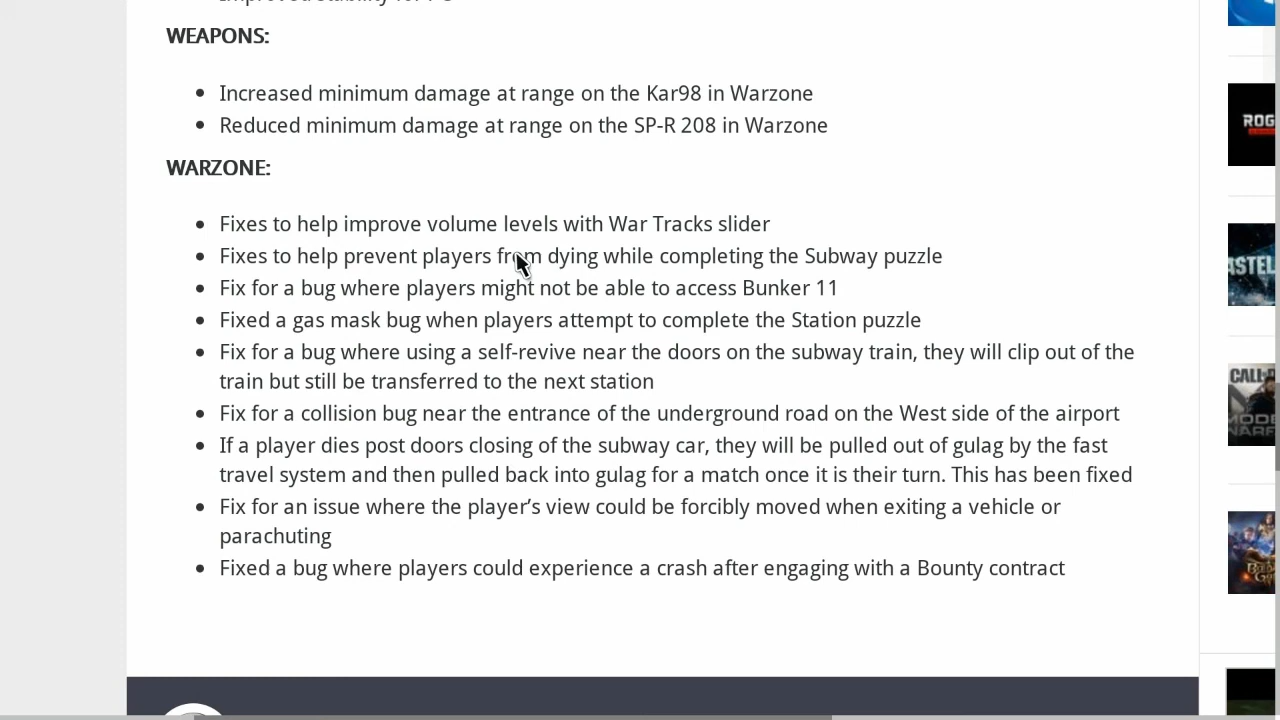 Improved stability for PC
WEAPONS:
Increased minimum damage at range on the Kar98 in Warzone
Reduced minimum damage at range on the SP-R 208 in Warzone
WARZONE:
Fixes to help improve volume levels with War Tracks slider
Fixes to help prevent players from dying while completing the Subway puzzle
Fix for a bug where players might not be able to access Bunker 11
Fixed a gas mask bug when players attempt to complete the Station puzzle
Fix for a bug where using a self-revive near the doors on the subway train, they will clip out of the
train but still be transferred to the next station
Fix for a collision bug near the entrance of the underground road on the West side of the airport
If a player dies post doors closing of the subway car, they will be pulled out of gulag by the fast
travel system and then pulled back into gulag for a match once it is their turn. This has been fixed
Fix for an issue where the player’s view could be forcibly moved when exiting a vehicle or
parachuting
Fixed a bug where players could experience a crash after engaging with a Bounty contract
ROG
ASTEL
CALL
MODE